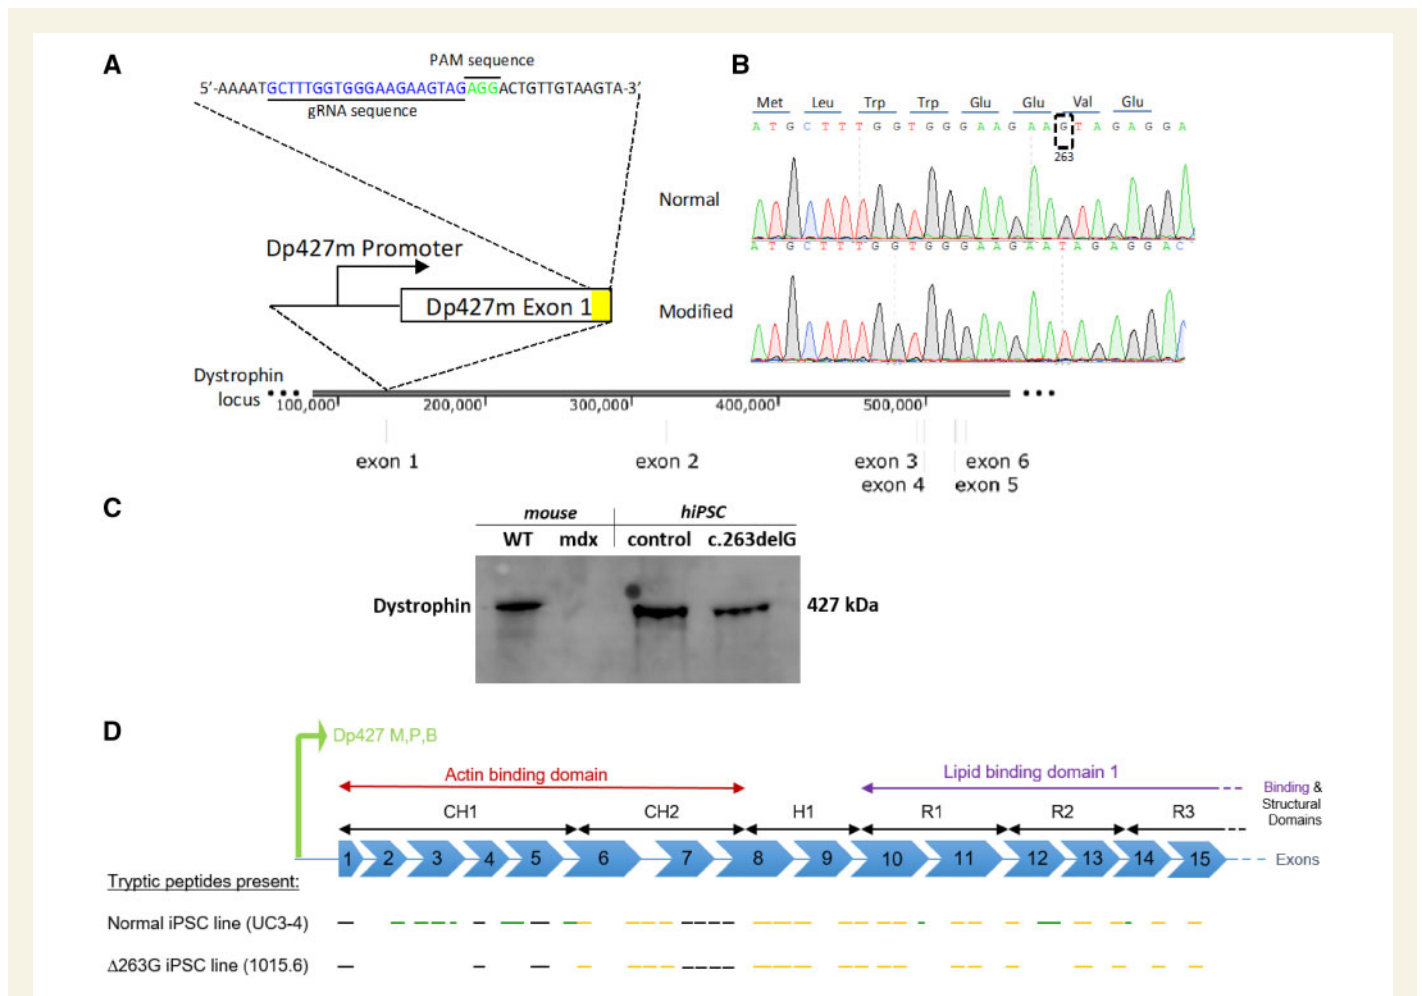 A
PAM sequence
5’-AAAATGCTTTGGTGGGAAGAAGTAGAGGACTGTTGTAAGTA-3’
gRNA sequence
Dp427m Promoter
Dp427m Exon 1
Dystrophin
locus
100,000
200,000
300,000
400,000
500,000
exon 1
exon 2
exon 3
exon 6
exon 4
exon 5
B
Met Leu Trp Trp Glu Glu Val Glu
A T G C T T T G G T G G G A A G A A G T A G A G G A
263
Normal
A T G C T T T G G T G G G A A G A A T A G A G G A C
Modified
C
mouse hiPSC
WT mdx control c.263delG
Dystrophin
427 kDa
D
Dp427 M,P,B
Actin binding domain
Lipid binding domain 1
Binding &
Structural
Domains
CH1 CH2 H1 R1 R2 R3
1 2 3 4 5 6 7 8 9 10 11 12 13 14 15
Exons
Tryptic peptides present:
Normal iPSC line (UC3-4)
Δ263G iPSC line (1015.6)